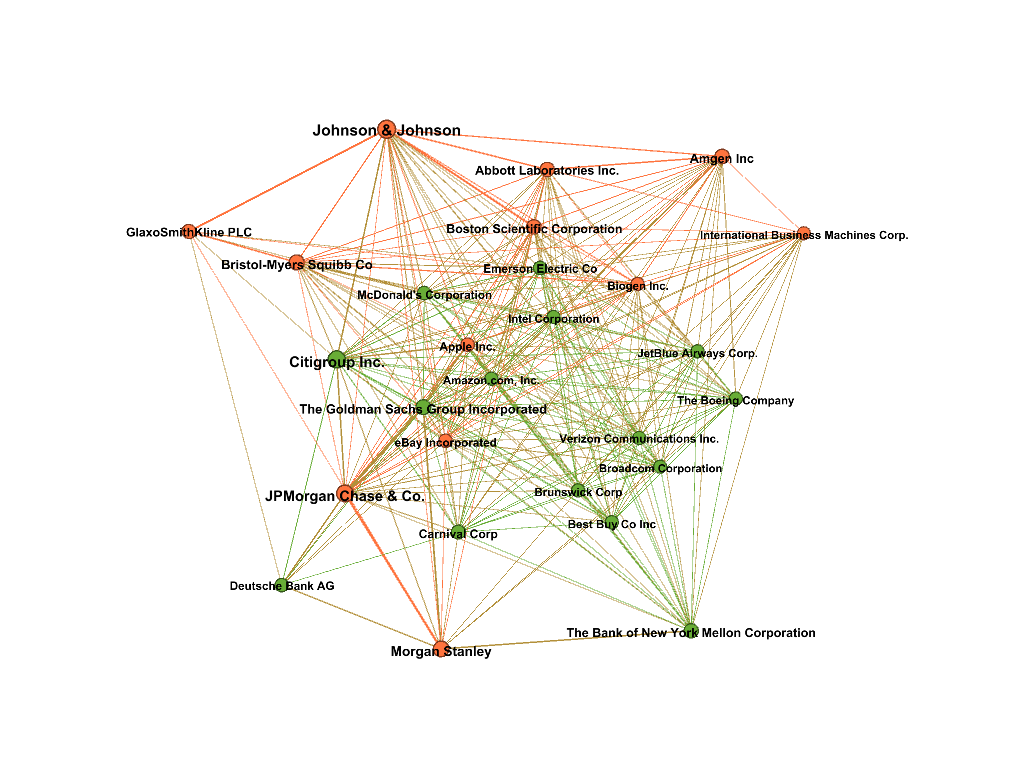 Johnson & Johnson
Amgen Inc
Abbott Laboratories Inc.
GlaxoSmithKline PLC
Boston Scientific Corporation
International Business Machines Corp.
Bristol-Myers Squibb Co
Emerson Electric Co
Biogen Inc.
McDonald's Corporation
Intel Corporation
Apple Inc.
JetBlue Airways Corp.
Citigroup Inc.
Amazon.com, Inc.
The Boeing Company
The Goldman Sachs Group Incorporated
eBay Incorporated
Verizon Communications Inc.
Broadcom Corporation
JPMorgan Chase & Co.
Brunswick Corp
Best Buy Co Inc
Carnival Corp
Deutsche Bank AG
The Bank of New York Mellon Corporation
Morgan Stanley